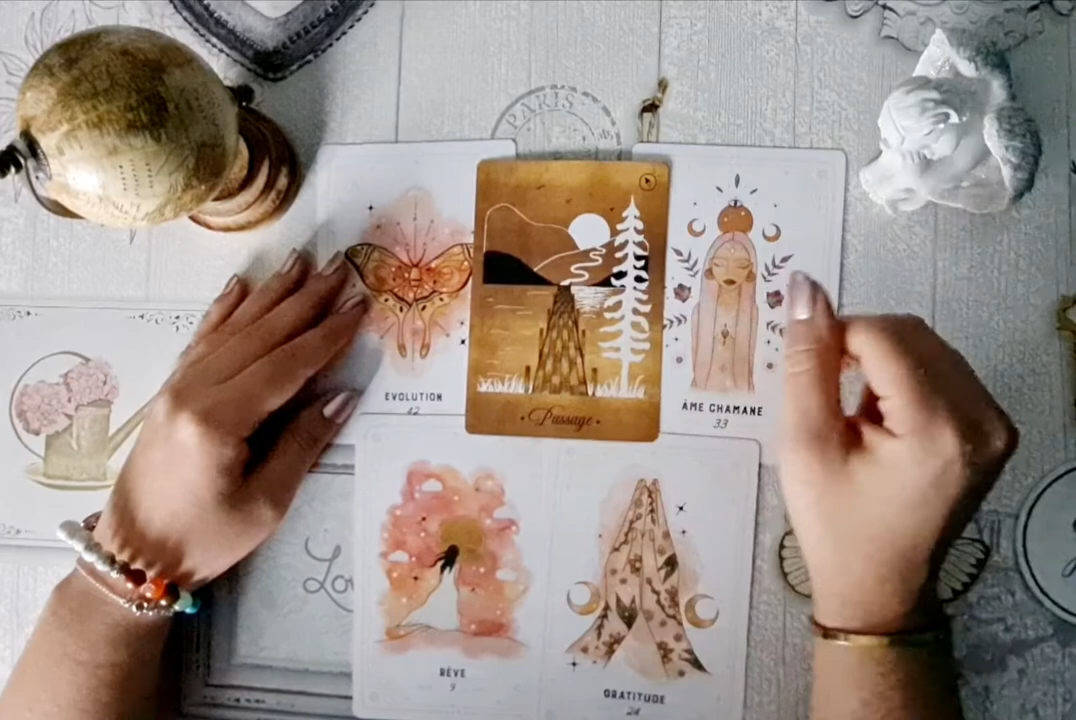 PARIS
EVOLUTION
42
Passage
ÂME CHAMANE
33
Lov
RÊVE
9
GRATITUDE
24